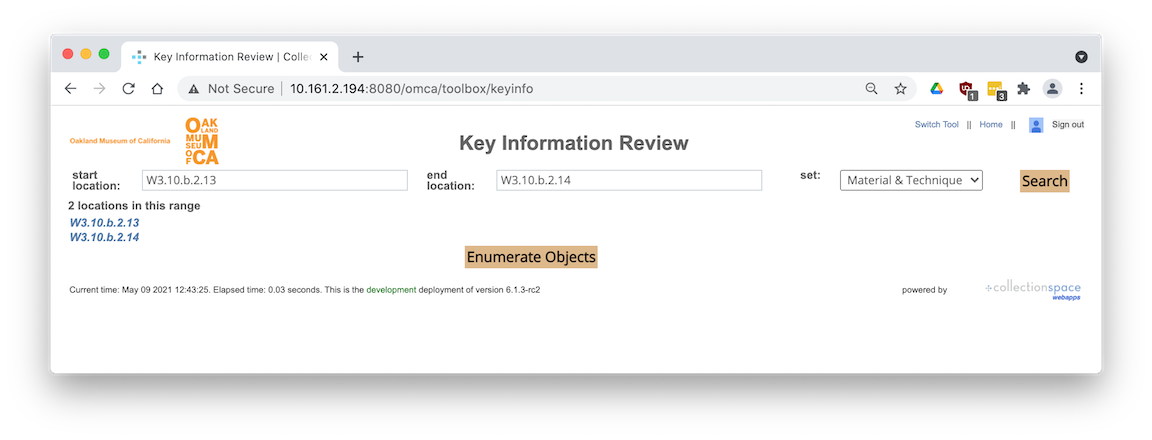 Key Information Review | Colle
Not Secure | 10.161.2.194:8080/omca/toolbox/keyinfo
1
3
Oakland Museum of California
OAK
LAND
MU M
SEU
OF CA
Key Information Review
Switch Tool || Home || Sign out
start location: W3.10.b.2.13 end location: W3.10.b.2.14 set: Material & Technique Search
2 locations in this range
W3.10.b.2.13
W3.10.b.2.14
Enumerate Objects
Current time: May 09 2021 12:43:25. Elapsed time: 0.03 seconds. This is the development deployment of version 6.1.3-rc2 powered by collectionspace
webapps